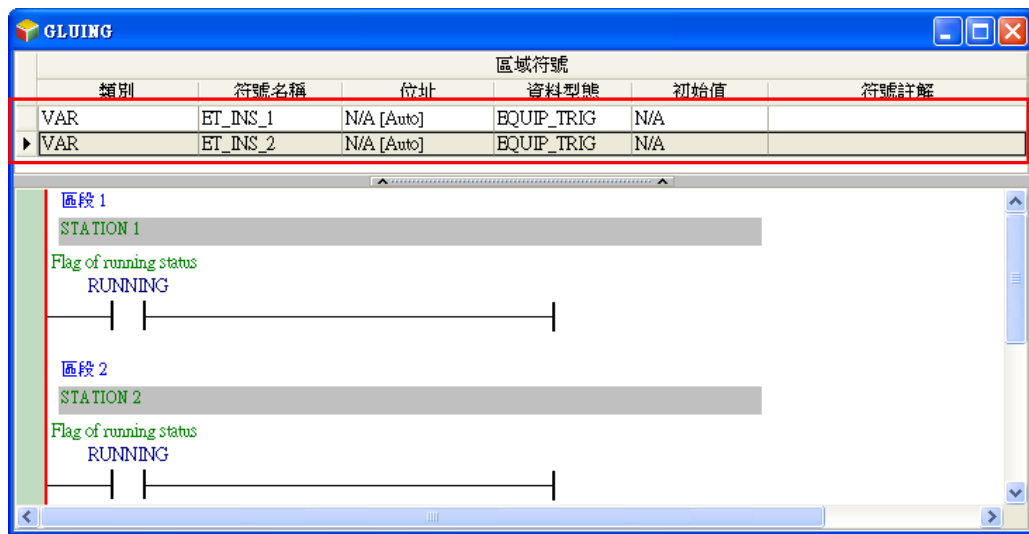 GLUING
區域符號
類別 符號名稱 位址 資料型態 初始值 符號註解
VAR ET_INS_1 N/A [Auto] EQUIP_TRIG N/A
VAR ET_INS_2 N/A [Auto] EQUIP_TRIG N/A
區段 1
STATION 1
Flag of running status
RUNNING
區段 2
STATION 2
Flag of running status
RUNNING